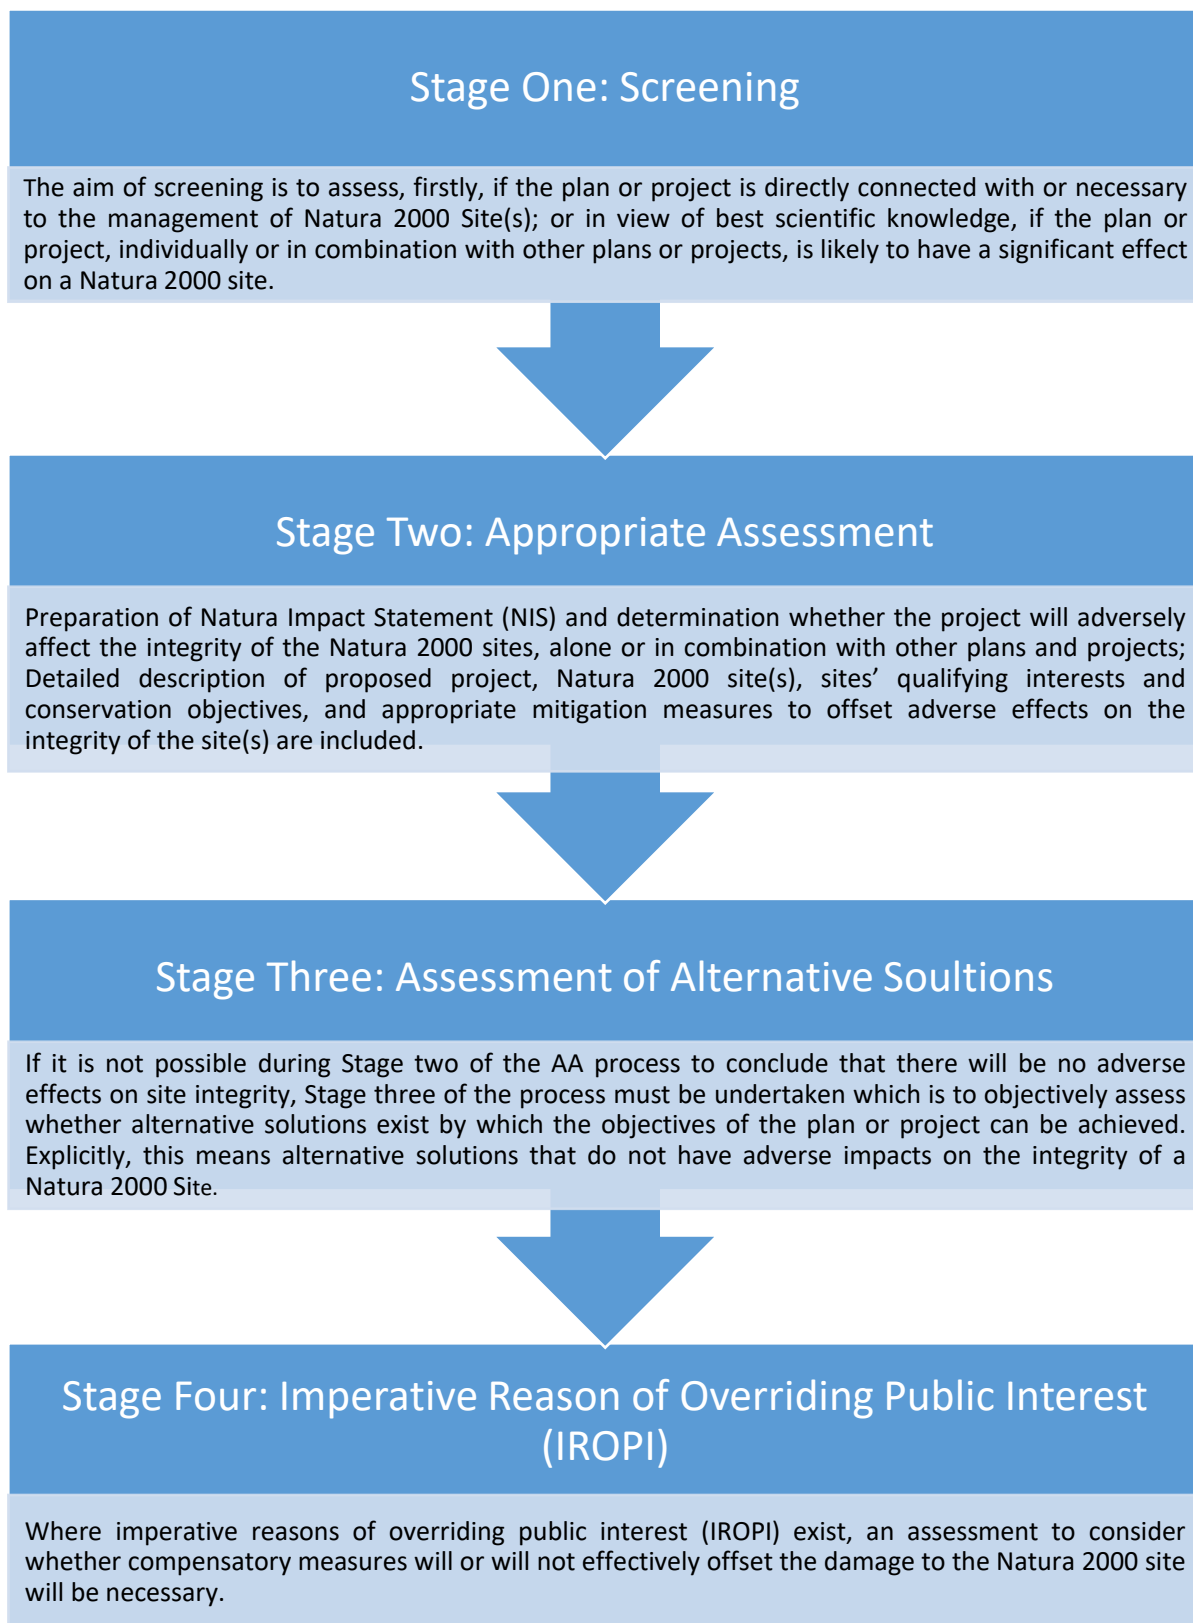 Stage One: Screening
The aim of screening is to assess, firstly, if the plan or project is directly connected with or necessary
to the management of Natura 2000 Site(s); or in view of best scientific knowledge, if the plan or
project, individually or in combination with other plans or projects, is likely to have a significant effect
on a Natura 2000 site.
Stage Two: Appropriate Assessment
Preparation of Natura Impact Statement (NIS) and determination whether the project will adversely
affect the integrity of the Natura 2000 sites, alone or in combination with other plans and projects;
Detailed description of proposed project, Natura 2000 site(s), sites’ qualifying interests and
conservation objectives, and appropriate mitigation measures to offset adverse effects on the
integrity of the site(s) are included.
Stage Three: Assessment of Alternative Soultions
If it is not possible during Stage two of the AA process to conclude that there will be no adverse
effects on site integrity, Stage three of the process must be undertaken which is to objectively assess
whether alternative solutions exist by which the objectives of the plan or project can be achieved.
Explicitly, this means alternative solutions that do not have adverse impacts on the integrity of a
Natura 2000 Site.
Stage Four: Imperative Reason of Overriding Public Interest
(IROPI)
Where imperative reasons of overriding public interest (IROPI) exist, an assessment to consider
whether compensatory measures will or will not effectively offset the damage to the Natura 2000 site
will be necessary.